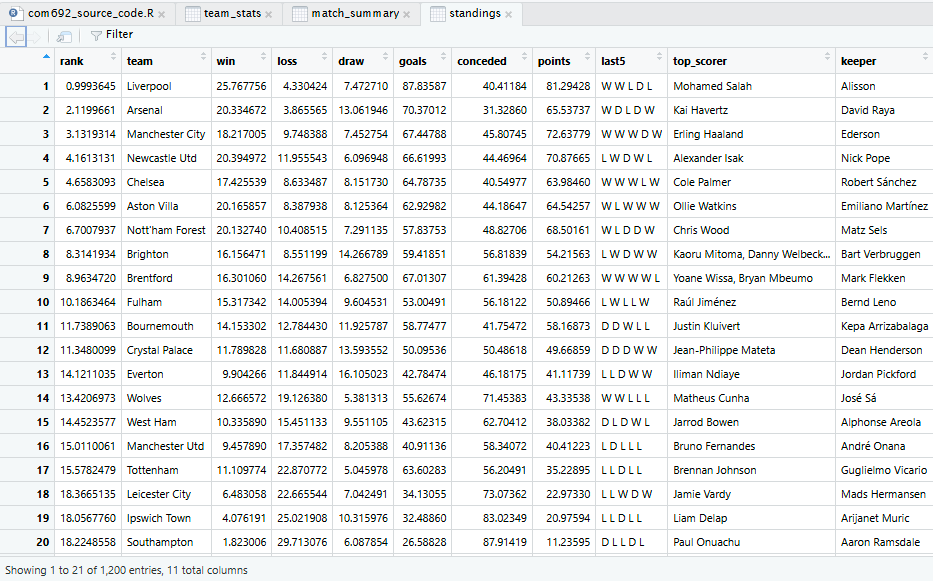 com692_source_code.R team_stats match_summary standings
Filter
rank team win loss draw goals conceded points last5 top_scorer keeper
1 0.9993645 Liverpool 25.767756 4.330424 7.472710 87.83587 40.41184 81.29428 W W L D L Mohamed Salah Alisson
2 2.1199661 Arsenal 20.334672 3.865565 13.061946 70.37012 31.32860 65.53737 W D L D W Kai Havertz David Raya
3 3.1319314 Manchester City 18.217005 9.748388 7.452754 67.44788 45.80745 72.63779 W W W D W Erling Haaland Ederson
4 4.1613131 Newcastle Utd 20.394972 11.955543 6.096948 66.61993 44.46964 70.87665 L W D W L Alexander Isak Nick Pope
5 4.6583093 Chelsea 17.425539 8.633487 8.151730 64.78735 40.54977 63.98460 W W W L W Cole Palmer Robert Sánchez
6 6.0825599 Aston Villa 20.165857 8.387938 8.125364 62.92982 44.18647 64.54257 W L W W W Ollie Watkins Emiliano Martínez
7 6.7007937 Nott'ham Forest 20.132740 10.408515 7.291135 57.83753 48.82706 68.50161 W L D D W Chris Wood Matz Sels
8 8.3141934 Brighton 16.156471 8.551199 14.266789 59.41851 56.81839 54.21563 L W D W W Kaoru Mitoma, Danny Welbeck... Bart Verbruggen
9 8.9634720 Brentford 16.301060 14.267561 6.827500 67.01307 61.39428 60.21263 W W W W L Yoane Wissa, Bryan Mbeumo Mark Flekken
10 10.1863464 Fulham 15.317342 14.005394 9.604531 53.00491 56.18122 50.89466 L W L L W Raúl Jiménez Bernd Leno
11 11.7389063 Bournemouth 14.153302 12.784430 11.925787 58.77477 41.75472 58.16873 D D W L L Justin Kluivert Kepa Arrizabalaga
12 11.3480099 Crystal Palace 11.789828 11.680887 13.593552 50.09536 50.48618 49.66859 D D D W W Jean-Philippe Mateta Dean Henderson
13 14.1211035 Everton 9.904266 11.844914 16.105023 42.78474 46.18175 41.11739 L L D W W Iliman Ndiaye Jordan Pickford
14 13.4206973 Wolves 12.666572 19.126380 5.381313 55.62674 71.45383 43.33538 W W L L L Matheus Cunha José Sá
15 14.4523577 West Ham 10.335890 15.451133 9.551105 43.62315 62.70412 38.03382 D L D W L Jarrod Bowen Alphonse Areola
16 15.0110061 Manchester Utd 9.457890 17.357482 8.205388 40.91136 58.34072 40.41223 L D L L L Bruno Fernandes André Onana
17 15.5782479 Tottenham 11.109774 22.870772 5.045978 63.60283 56.20491 35.22895 L L D L L Brennan Johnson Guglielmo Vicario
18 18.3665135 Leicester City 6.483058 22.665544 7.042491 34.13055 73.07362 22.97330 L L W D W Jamie Vardy Mads Hermansen
19 18.0567760 Ipswich Town 4.076191 25.021908 10.315976 32.48860 83.02349 20.97594 L L D L L Liam Delap Arijanet Muric
20 18.2248558 Southampton 1.823006 29.713076 6.087854 26.58828 87.91419 11.23595 D L L D L Paul Onuachu Aaron Ramsdale
Showing 1 to 21 of 1,200 entries, 11 total columns